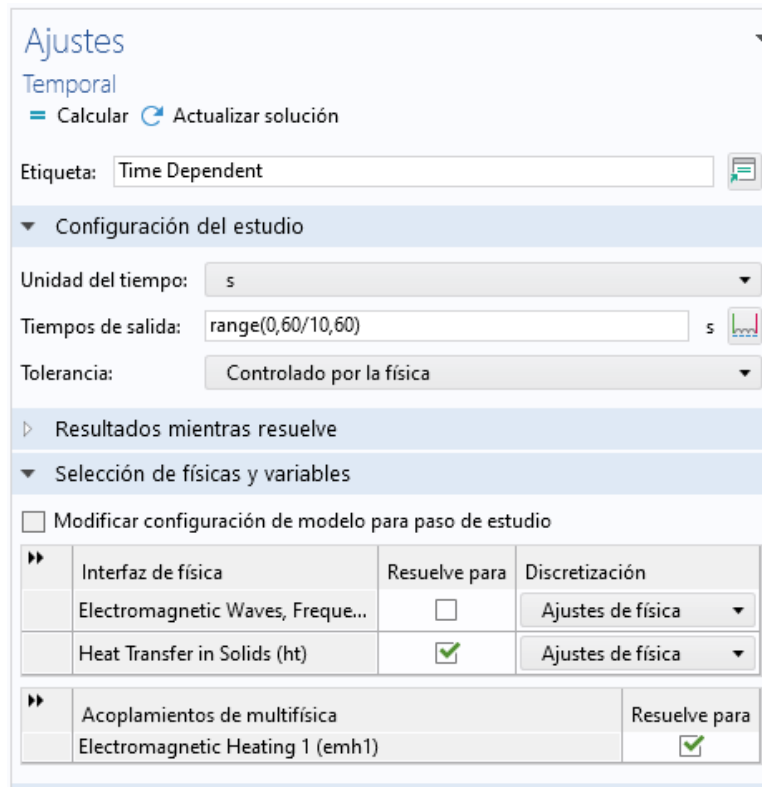 Ajustes
Temporal
= Calcular Actualizar solución
Etiqueta: Time Dependent
Configuración del estudio
Unidad del tiempo: s
Tiempos de salida: range(0,60/10,60) s
Tolerancia: Controlado por la física
Resultados mientras resuelve
Selección de físicas y variables
Modificar configuración de modelo para paso de estudio
Interfaz de física Resuelve para Discretización
Electromagnetic Waves, Freque... Ajustes de física
Heat Transfer in Solids (ht) Ajustes de física
Acoplamientos de multifísica Resuelve para
Electromagnetic Heating 1 (emh1)